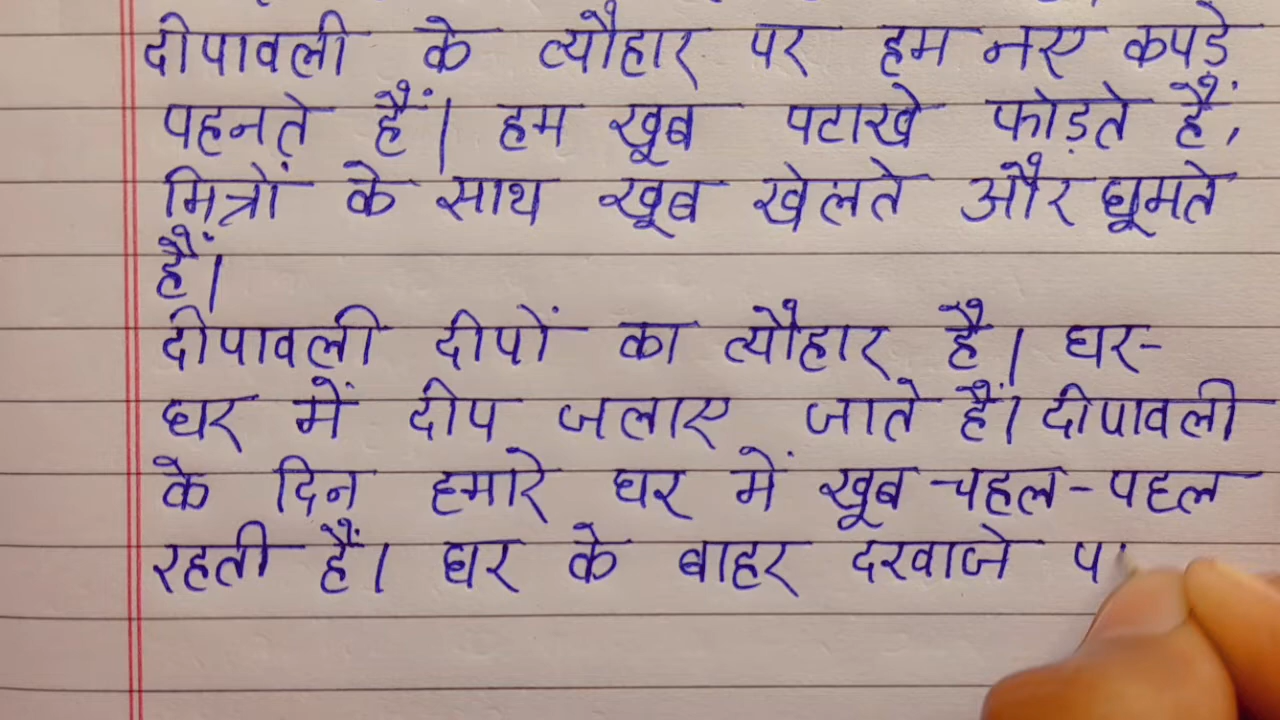 दीपावली के त्यौहार पर हम नए कपड़े
पहनते हैं। हम खूब पटाखे फोड़ते हैं,
मित्रों के साथ खूब खेलते और घूमते
हैं।
दीपावली दीपों का त्यौहार है। घर-
घर में दीप जलाए जाते हैं। दीपावली
के दिन हमारे घर में खूब चहल-पहल
रहती हैं। घर के बाहर दरवाजे